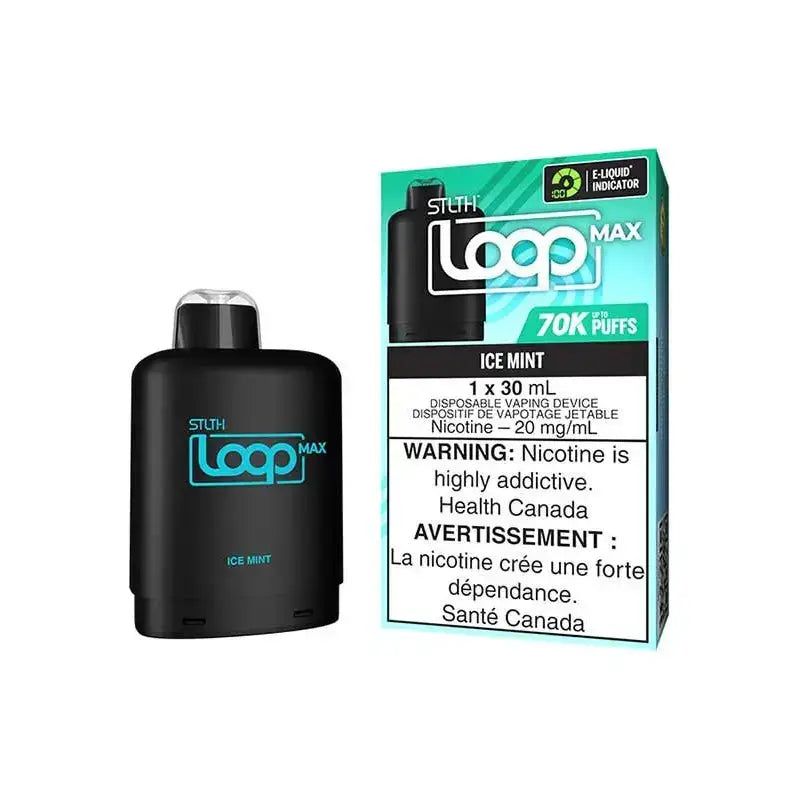 STLTH
Loop MAX
ICE MINT
E-LIQUID*
INDICATOR
100
STLTH™
Loop MAX
70K UP TO PUFFS
ICE MINT
1 x 30 mL
DISPOSABLE VAPING DEVICE
DISPOSITIF DE VAPOTAGE JETABLE
Nicotine – 20 mg/mL
WARNING: Nicotine is
highly addictive.
Health Canada
AVERTISSEMENT :
La nicotine crée une forte
dépendance.
Santé Canada